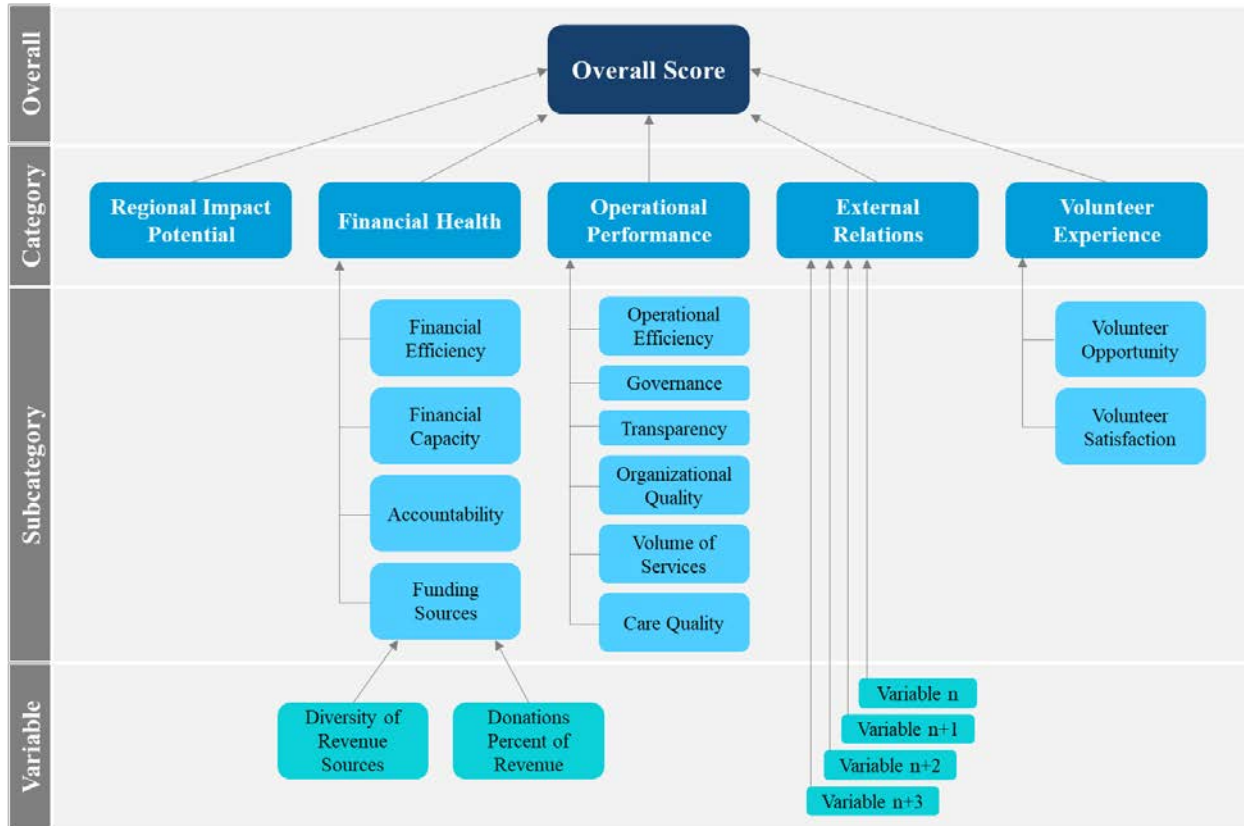 Overall
Overall Score
Category
Regional Impact
Potential
Financial Health
Operational
Performance
External
Relations
Volunteer
Experience
Subcategory
Financial
Efficiency
Financial
Capacity
Accountability
Funding
Sources
Operational
Efficiency
Governance
Transparency
Organizational
Quality
Volume of
Services
Care Quality
Volunteer
Opportunity
Volunteer
Satisfaction
Variable
Diversity of
Revenue
Sources
Donations
Percent of
Revenue
Variable n
Variable n+1
Variable n+2
Variable n+3